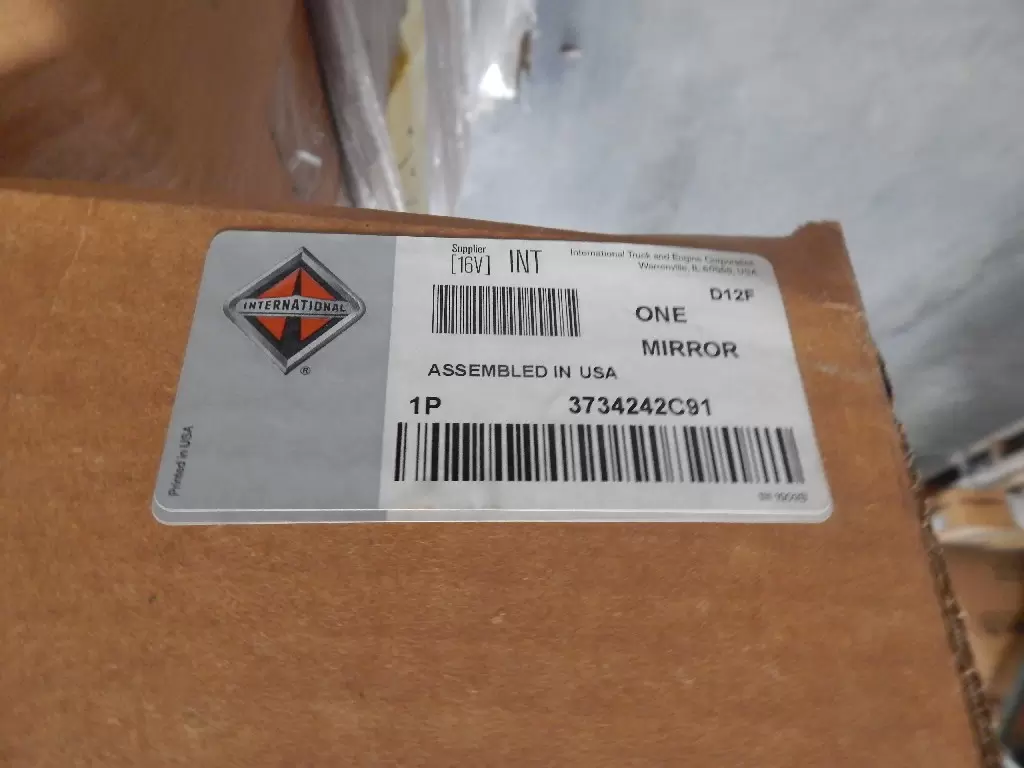 INTERNATIONAL
®
Printed in USA
Supplier
[16V] INT
International Truck and Engine Corporation
Warrenville, IL 60555, USA
D12F
ONE
MIRROR
ASSEMBLED IN USA
1P 3734242C91